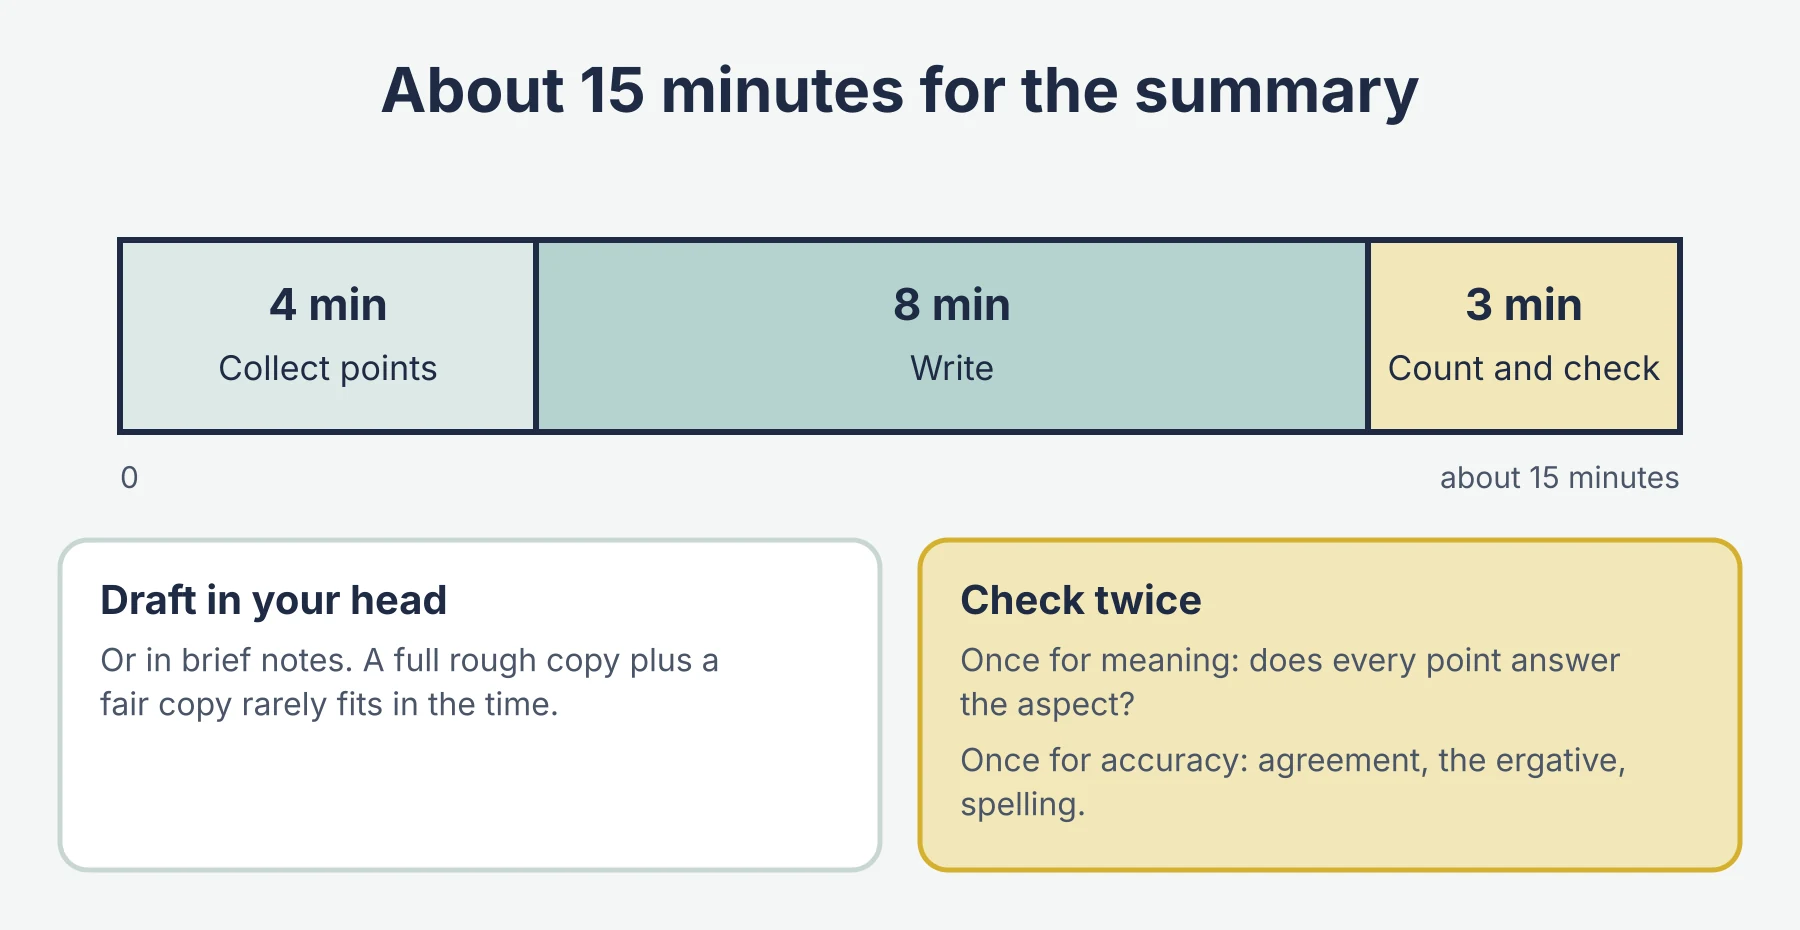 About 15 minutes for the summary
4 min
Collect points
8 min
Write
3 min
Count and check
0
about 15 minutes
Draft in your head
Or in brief notes. A full rough copy plus a
fair copy rarely fits in the time.
Check twice
Once for meaning: does every point answer
the aspect?
Once for accuracy: agreement, the ergative,
spelling.